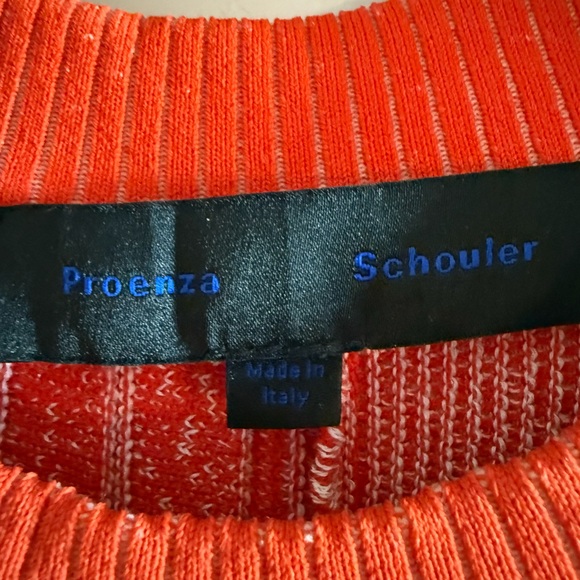 Proenza Schouler
Made in
Italy